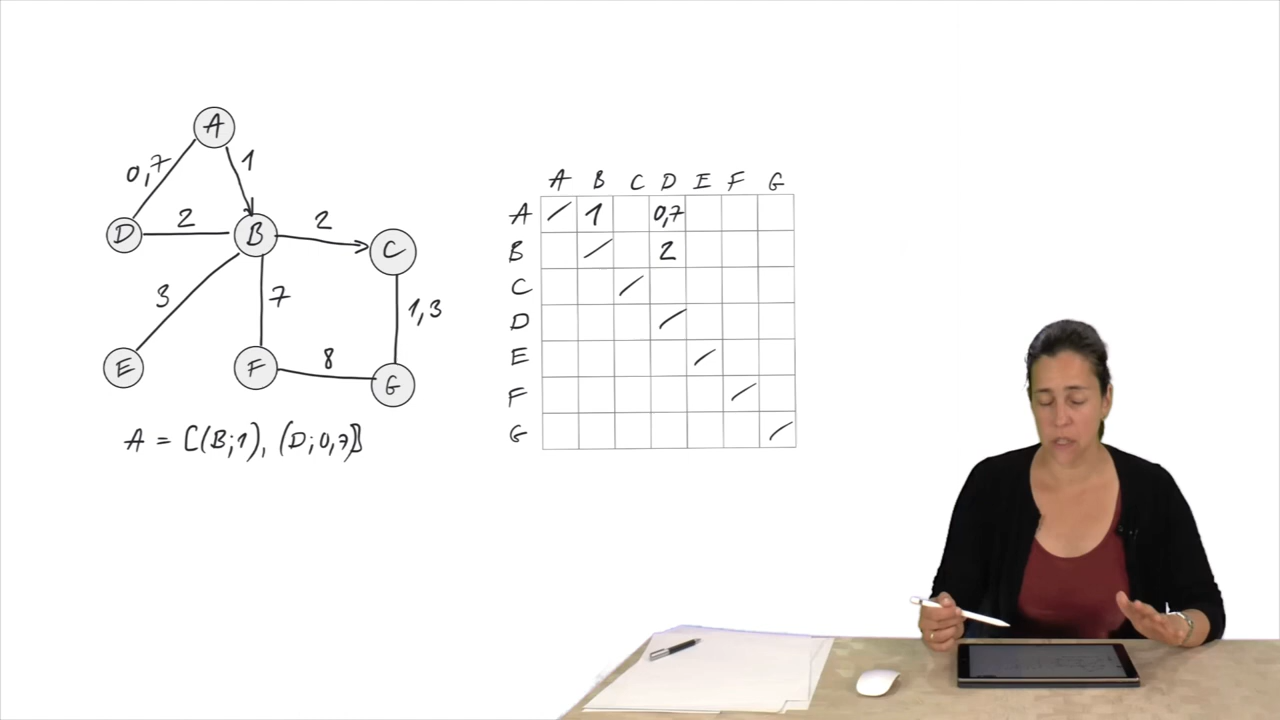 A
0,7
1
D
2
B
2
C
3
7
1,3
E
F
8
G
A = [(B;1), (D;0,7)]
A B C D E F G
A / 1 0,7
B / 2
C /
D /
E /
F /
G /